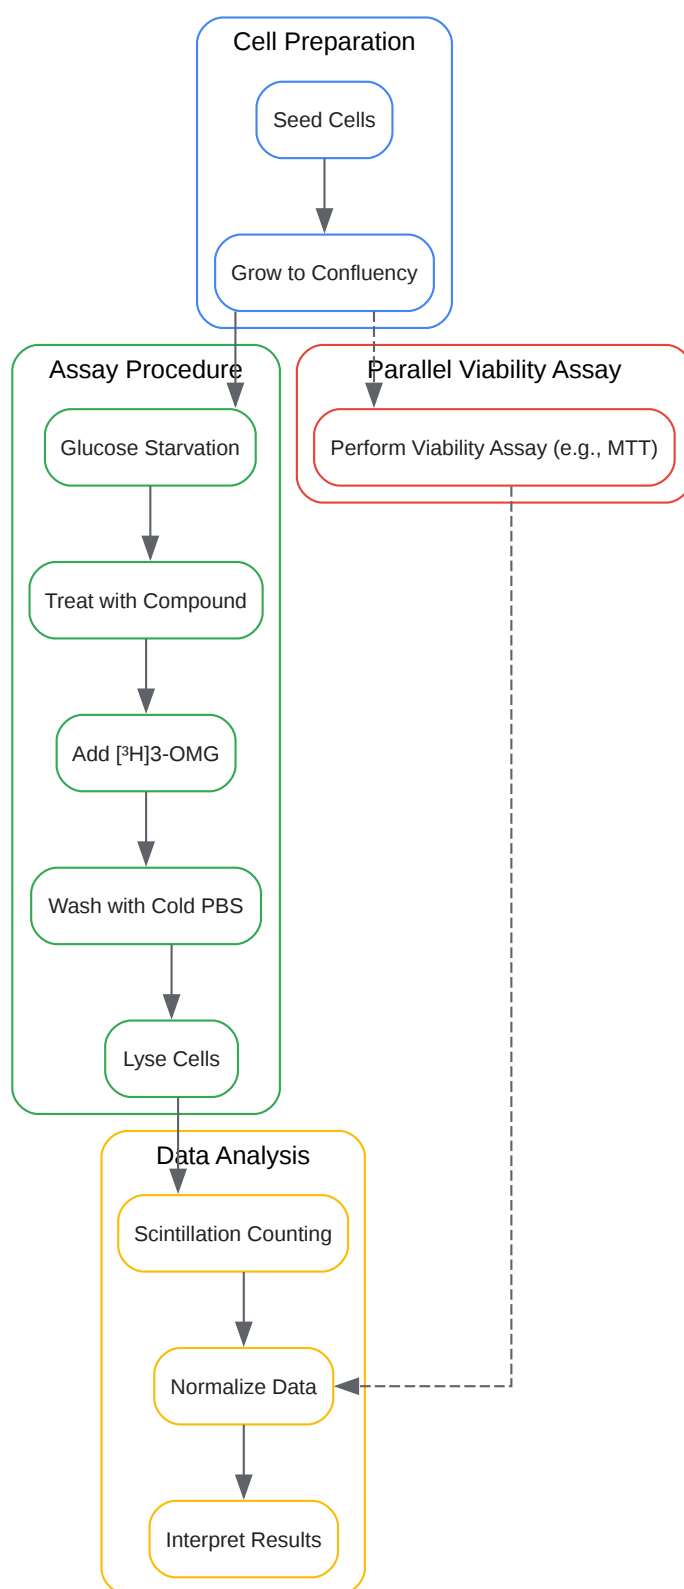 Cell Preparation
Seed Cells
Grow to Confluency
Assay Procedure
Parallel Viability Assay
Glucose Starvation
Perform Viability Assay (e.g., MTT)
Treat with Compound
Add [³H]3-OMG
Wash with Cold PBS
Lyse Cells
Data Analysis
Scintillation Counting
Normalize Data
Interpret Results